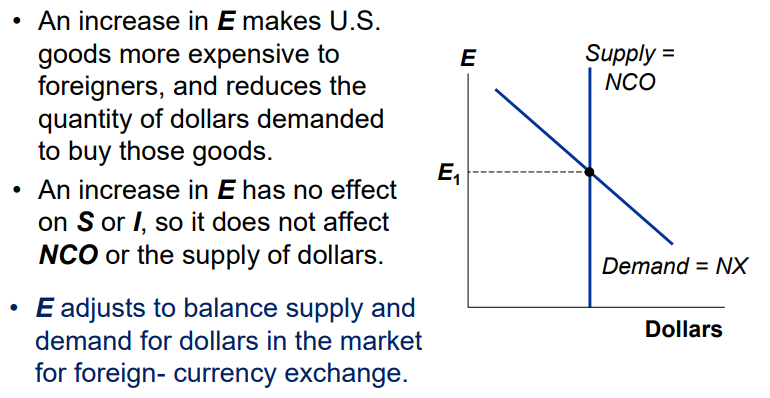 • An increase in E makes U.S.
goods more expensive to
foreigners, and reduces the
quantity of dollars demanded
to buy those goods.
• An increase in E has no effect
on S or I, so it does not affect
NCO or the supply of dollars.
• E adjusts to balance supply and
demand for dollars in the market
for foreign- currency exchange.
E
Supply =
NCO
E₁
Demand = NX
Dollars